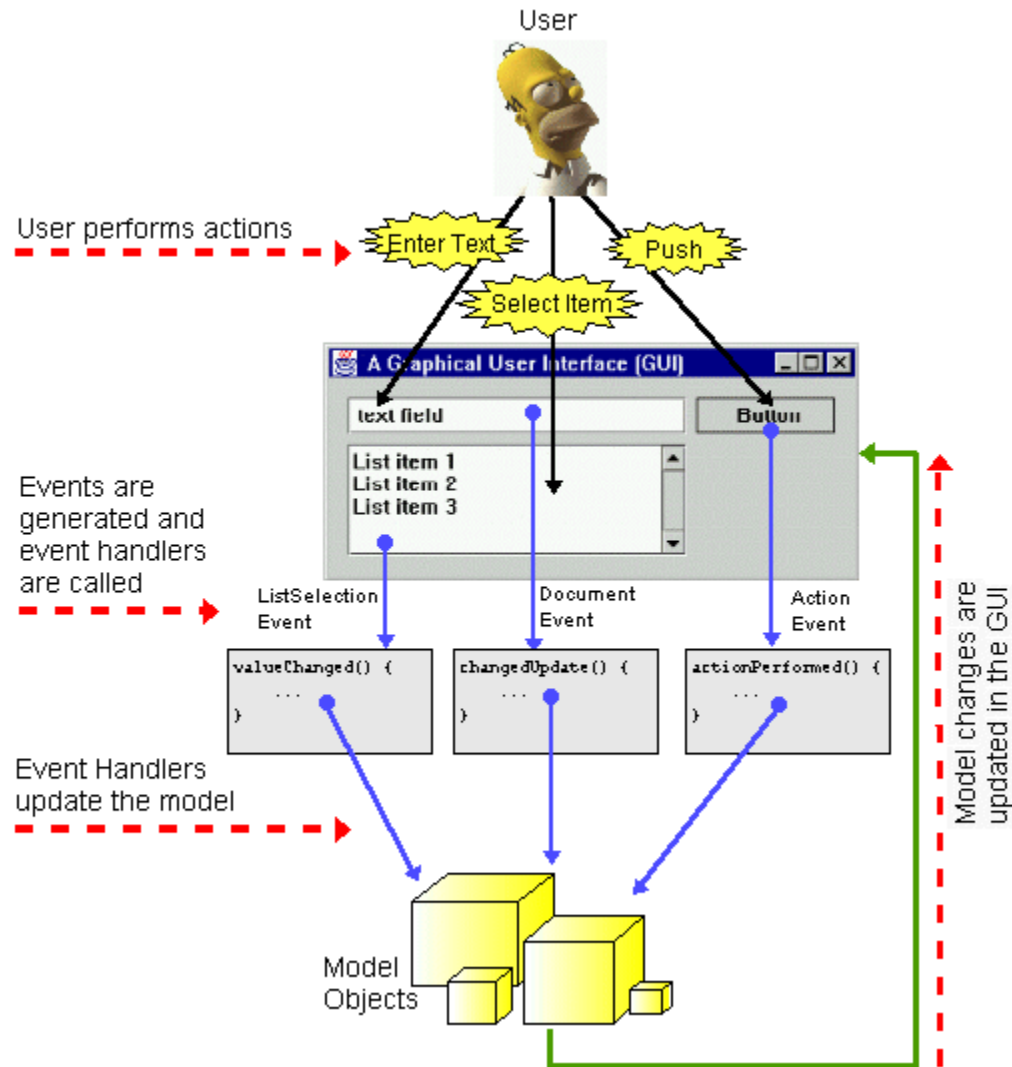 User
User performs actions
Enter Text
Push
Select Item
A Graphical User Interface (GUI)
text field
Button
List item 1
List item 2
List item 3
Events are
generated and
event handlers
are called
ListSelection
Event
Document
Event
Action
Event
valueChanged() {
...
}
changedUpdate() {
...
}
actionPerformed() {
...
}
Event Handlers
update the model
Model
Objects
Model changes are
updated in the GUI